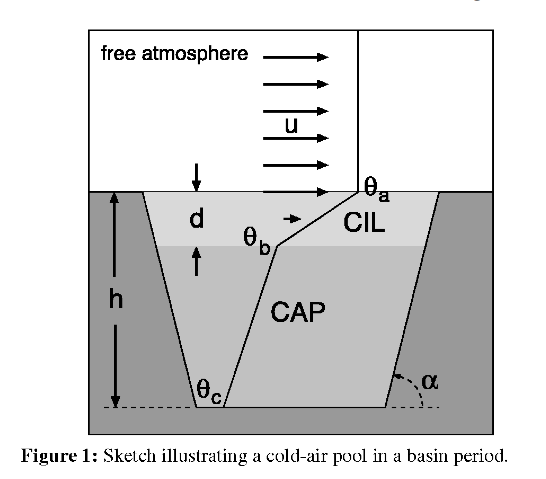 free atmosphere
u
θa
d
CIL
θb
h
CAP
α
θc
Figure 1: Sketch illustrating a cold-air pool in a basin period.